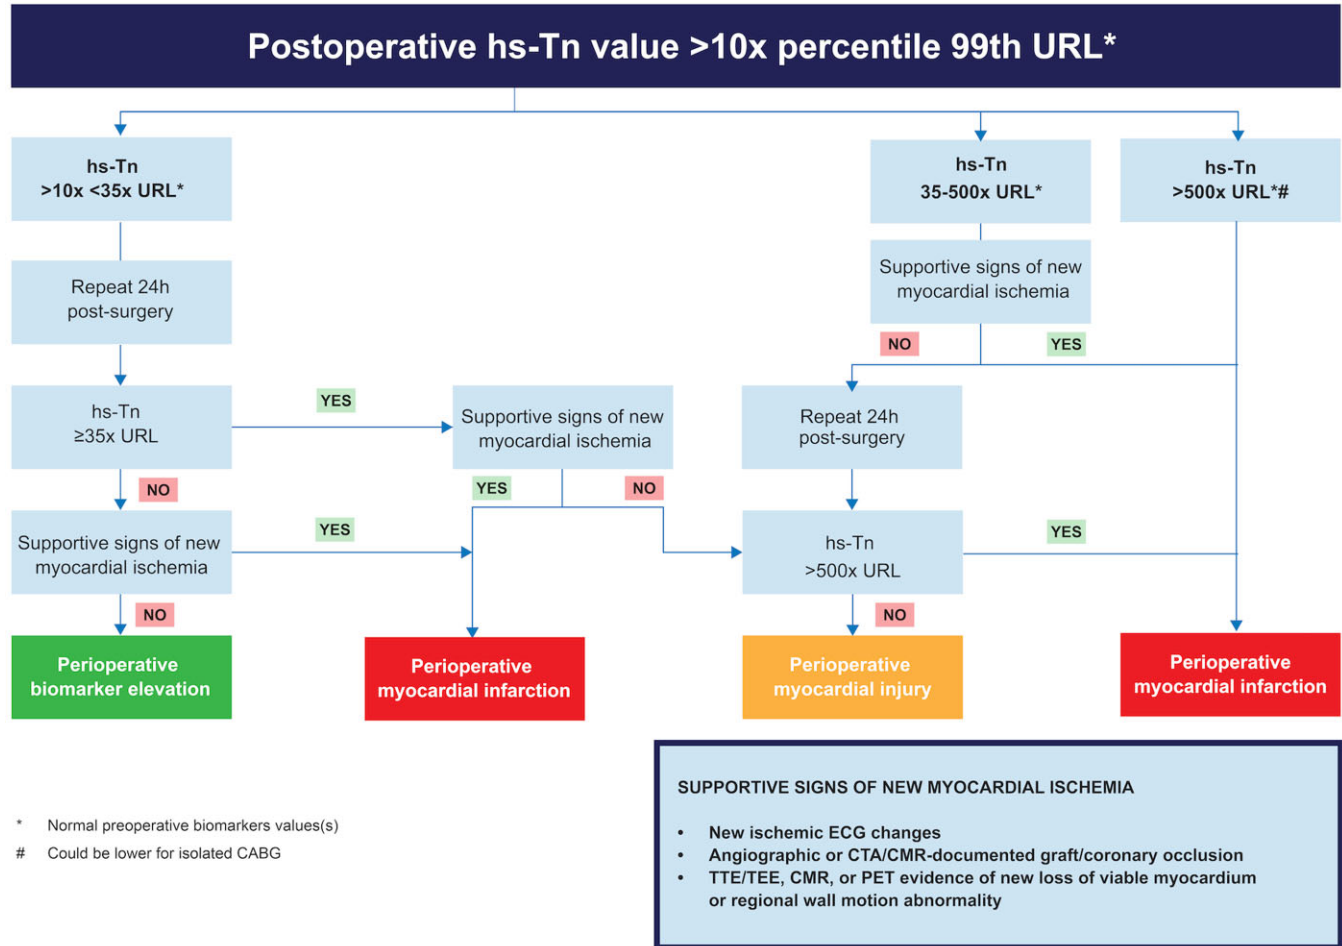 Postoperative hs-Tn value >10x percentile 99th URL*
hs-Tn
>10x <35x URL*
hs-Tn
35-500x URL*
hs-Tn
>500x URL*#
Repeat 24h
post-surgery
Supportive signs of new
myocardial ischemia
NO
YES
hs-Tn
≥35x URL
YES
Supportive signs of new
myocardial ischemia
Repeat 24h
post-surgery
NO
YES
NO
Supportive signs of new
myocardial ischemia
YES
hs-Tn
>500x URL
YES
NO
NO
Perioperative
biomarker elevation
Perioperative
myocardial infarction
Perioperative
myocardial injury
Perioperative
myocardial infarction
* Normal preoperative biomarkers values(s)
# Could be lower for isolated CABG
SUPPORTIVE SIGNS OF NEW MYOCARDIAL ISCHEMIA
• New ischemic ECG changes
• Angiographic or CTA/CMR-documented graft/coronary occlusion
• TTE/TEE, CMR, or PET evidence of new loss of viable myocardium
or regional wall motion abnormality